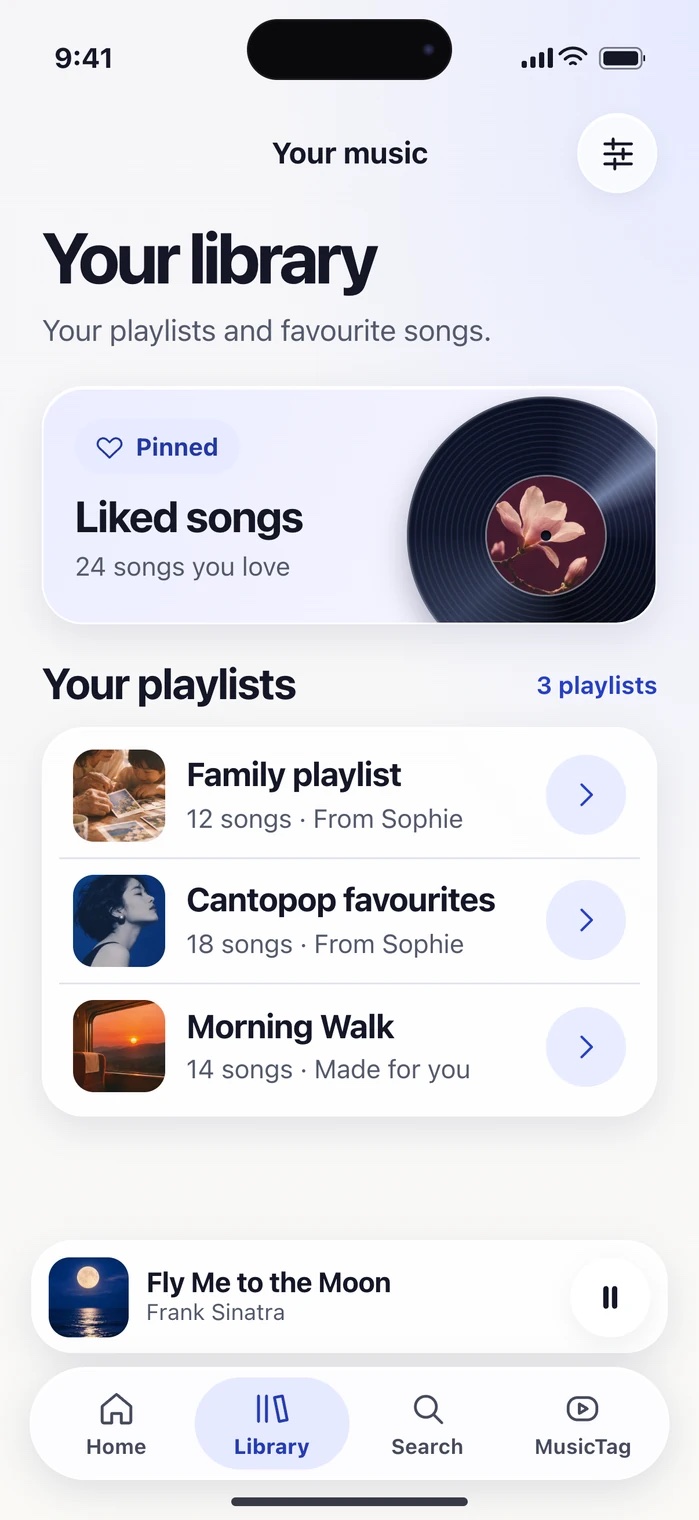 9:41
Your music
Your library
Your playlists and favourite songs.
Pinned
Liked songs
24 songs you love
Your playlists
3 playlists
Family playlist
12 songs · From Sophie
Cantopop favourites
18 songs · From Sophie
Morning Walk
14 songs · Made for you
Fly Me to the Moon
Frank Sinatra
Home
Library
Search
MusicTag